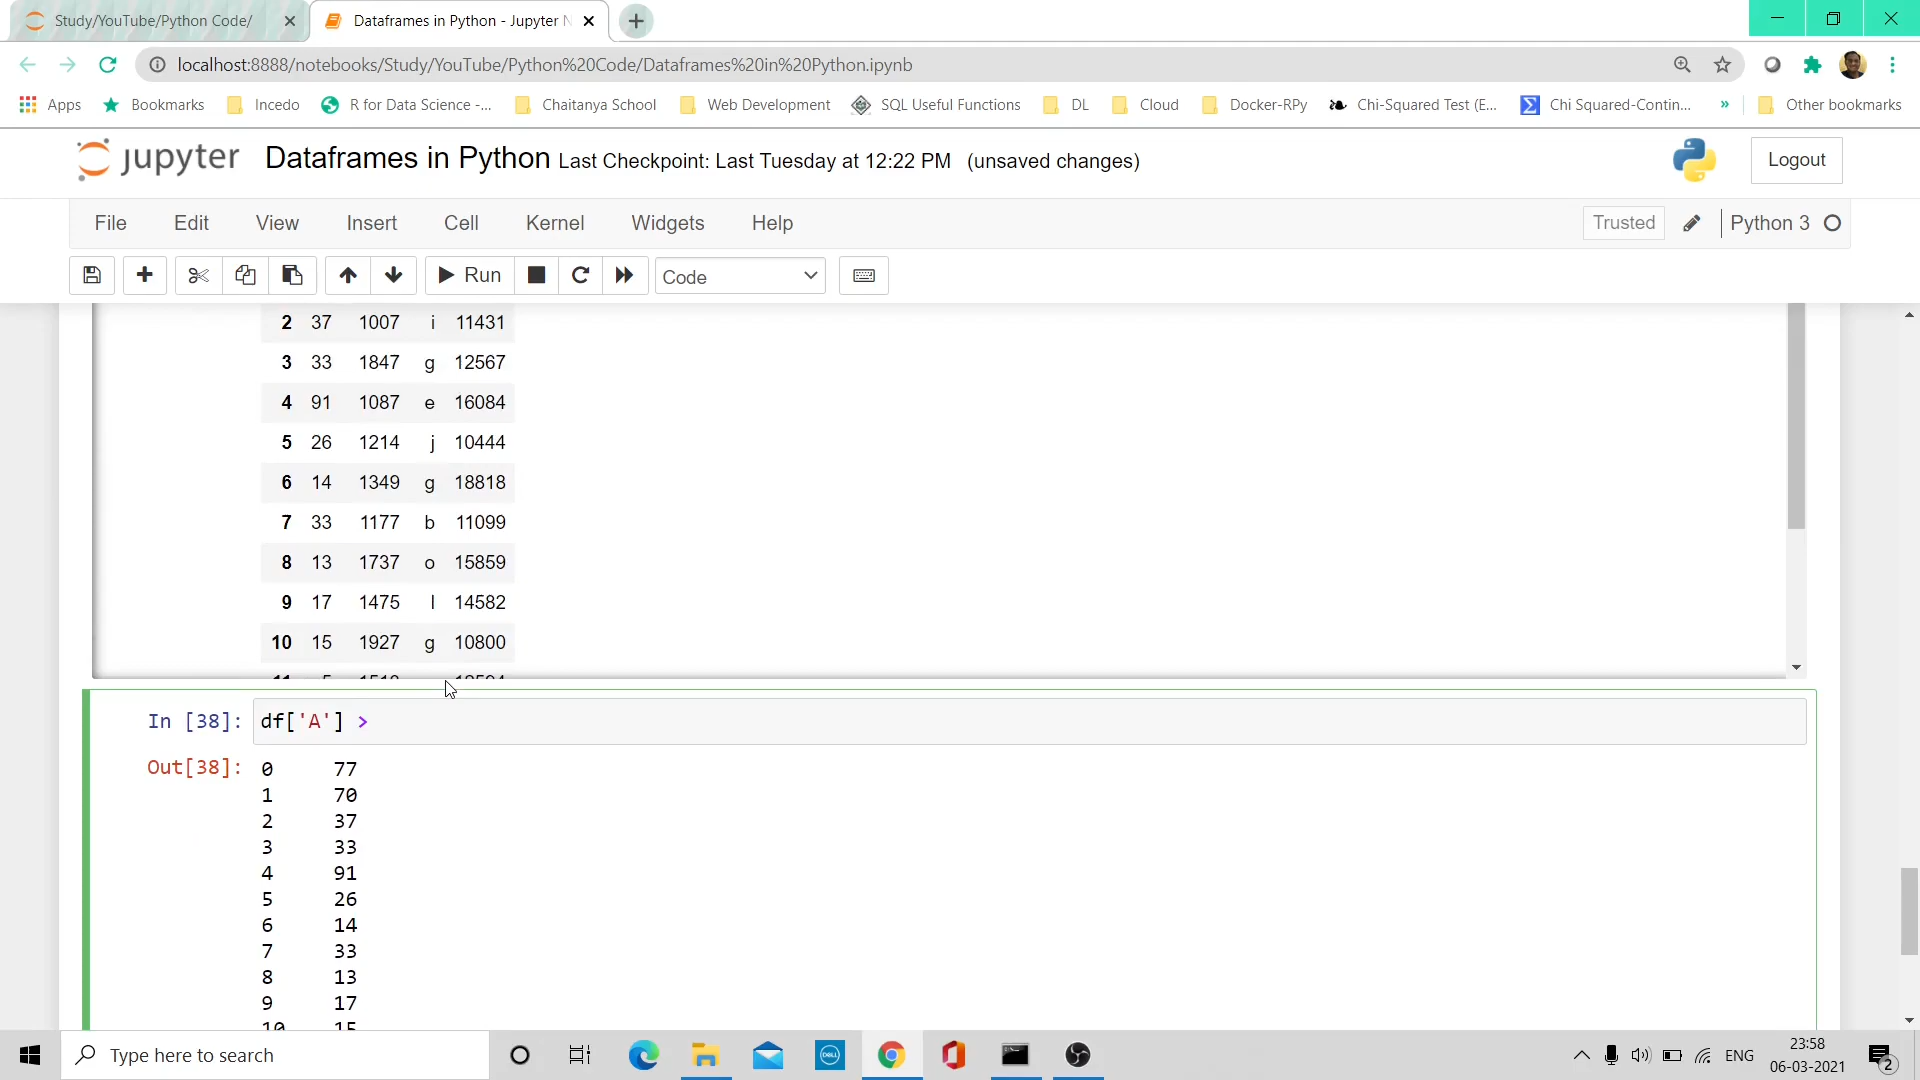 Study/YouTube/Python Code/
Dataframes in Python - Jupyter N
localhost:8888/notebooks/Study/YouTube/Python%20Code/Dataframes%20in%20Python.ipynb
Apps Bookmarks Incedo R for Data Science -... Chaitanya School Web Development SQL Useful Functions DL Cloud Docker-RPy Chi-Squared Test (E... Chi Squared-Contin... » Other bookmarks
jupyter Dataframes in Python Last Checkpoint: Last Tuesday at 12:22 PM (unsaved changes) Logout
File Edit View Insert Cell Kernel Widgets Help Trusted Python 3
Run Code
2 37 1007 i 11431
3 33 1847 g 12567
4 91 1087 e 16084
5 26 1214 j 10444
6 14 1349 g 18818
7 33 1177 b 11099
8 13 1737 o 15859
9 17 1475 l 14582
10 15 1927 g 10800
In [38]: df['A'] >
Out[38]: 0 77
1 70
2 37
3 33
4 91
5 26
6 14
7 33
8 13
9 17
10 15
Type here to search
DELL
ENG
23:58
06-03-2021
2